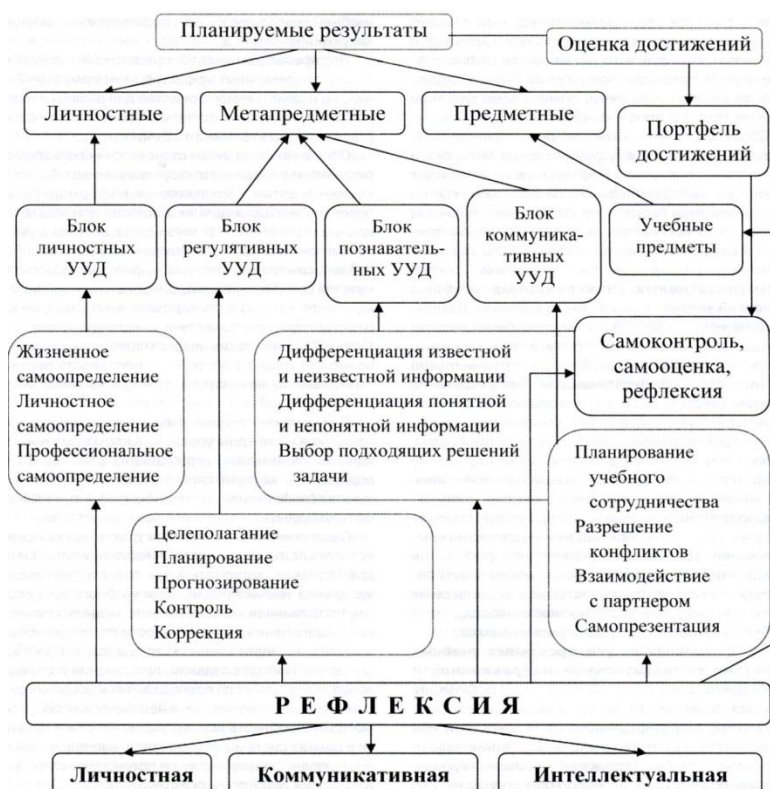 Планируемые результаты
Оценка достижений
Личностные
Метапредметные
Предметные
Портфель
достижений
Блок
личностных
УУД
Блок
регулятивных
УУД
Блок
познаватель-
ных УУД
Блок
коммуника-
тивных
УУД
Учебные
предметы
Жизненное
самоопределение
Личностное
самоопределение
Профессиональное
самоопределение
Дифференциация известной
и неизвестной информации
Дифференциация понятной
и непонятной информации
Выбор подходящих решений
задачи
Самоконтроль,
самооценка,
рефлексия
Целеполагание
Планирование
Прозирование
Контроль
Коррекция
Планирование
учебного
сотрудничества
Разрешение
конфликтов
Взаимодействие
с партнером
Самопрезентация
РЕФЛЕКСИЯ
Личностная
Коммуникативная
Интеллектуальная